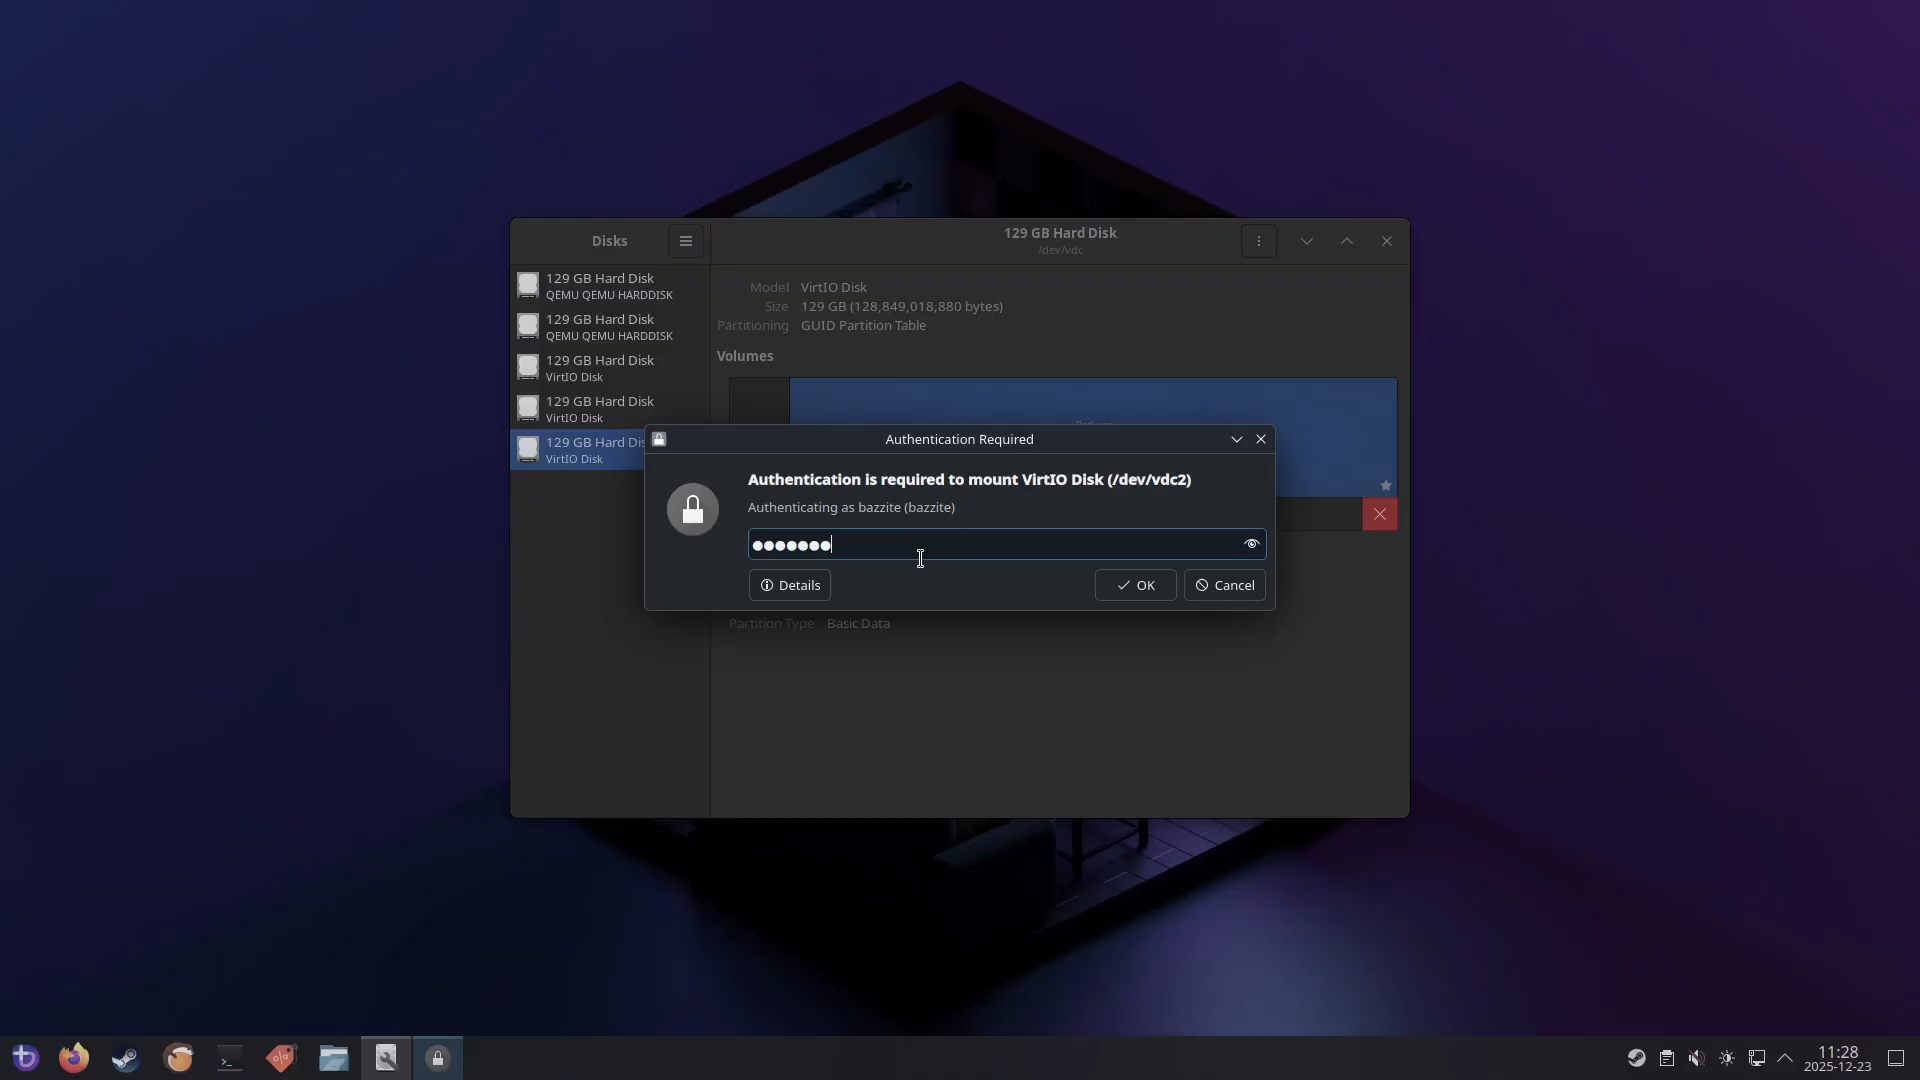 Disks
129 GB Hard Disk
/dev/vdc
129 GB Hard Disk
QEMU QEMU HARDDISK
129 GB Hard Disk
QEMU QEMU HARDDISK
129 GB Hard Disk
VirtIO Disk
129 GB Hard Disk
VirtIO Disk
129 GB Hard Dis
VirtIO Disk
Model VirtIO Disk
Size 129 GB (128,849,018,880 bytes)
Partitioning GUID Partition Table
Volumes
Authentication Required
Authentication is required to mount VirtIO Disk (/dev/vdc2)
Authenticating as bazzite (bazzite)
Details
OK
Cancel
Partition Type Basic Data
11:28
2025-12-23